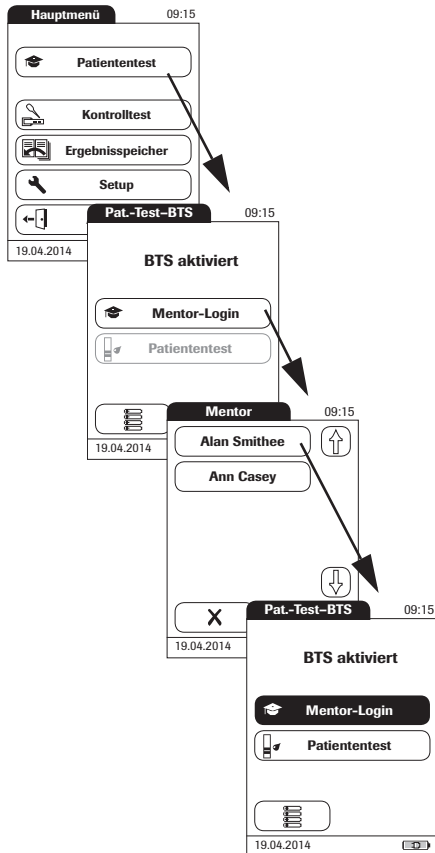 Hauptmenü 09:15
Patiententest
Kontrolltest
Ergebnisspeicher
Setup
19.04.2014
Pat.-Test–BTS 09:15
BTS aktiviert
Mentor-Login
Patiententest
19.04.2014
Mentor 09:15
Alan Smithee
Ann Casey
19.04.2014
Pat.-Test–BTS 09:15
BTS aktiviert
Mentor-Login
Patiententest
19.04.2014